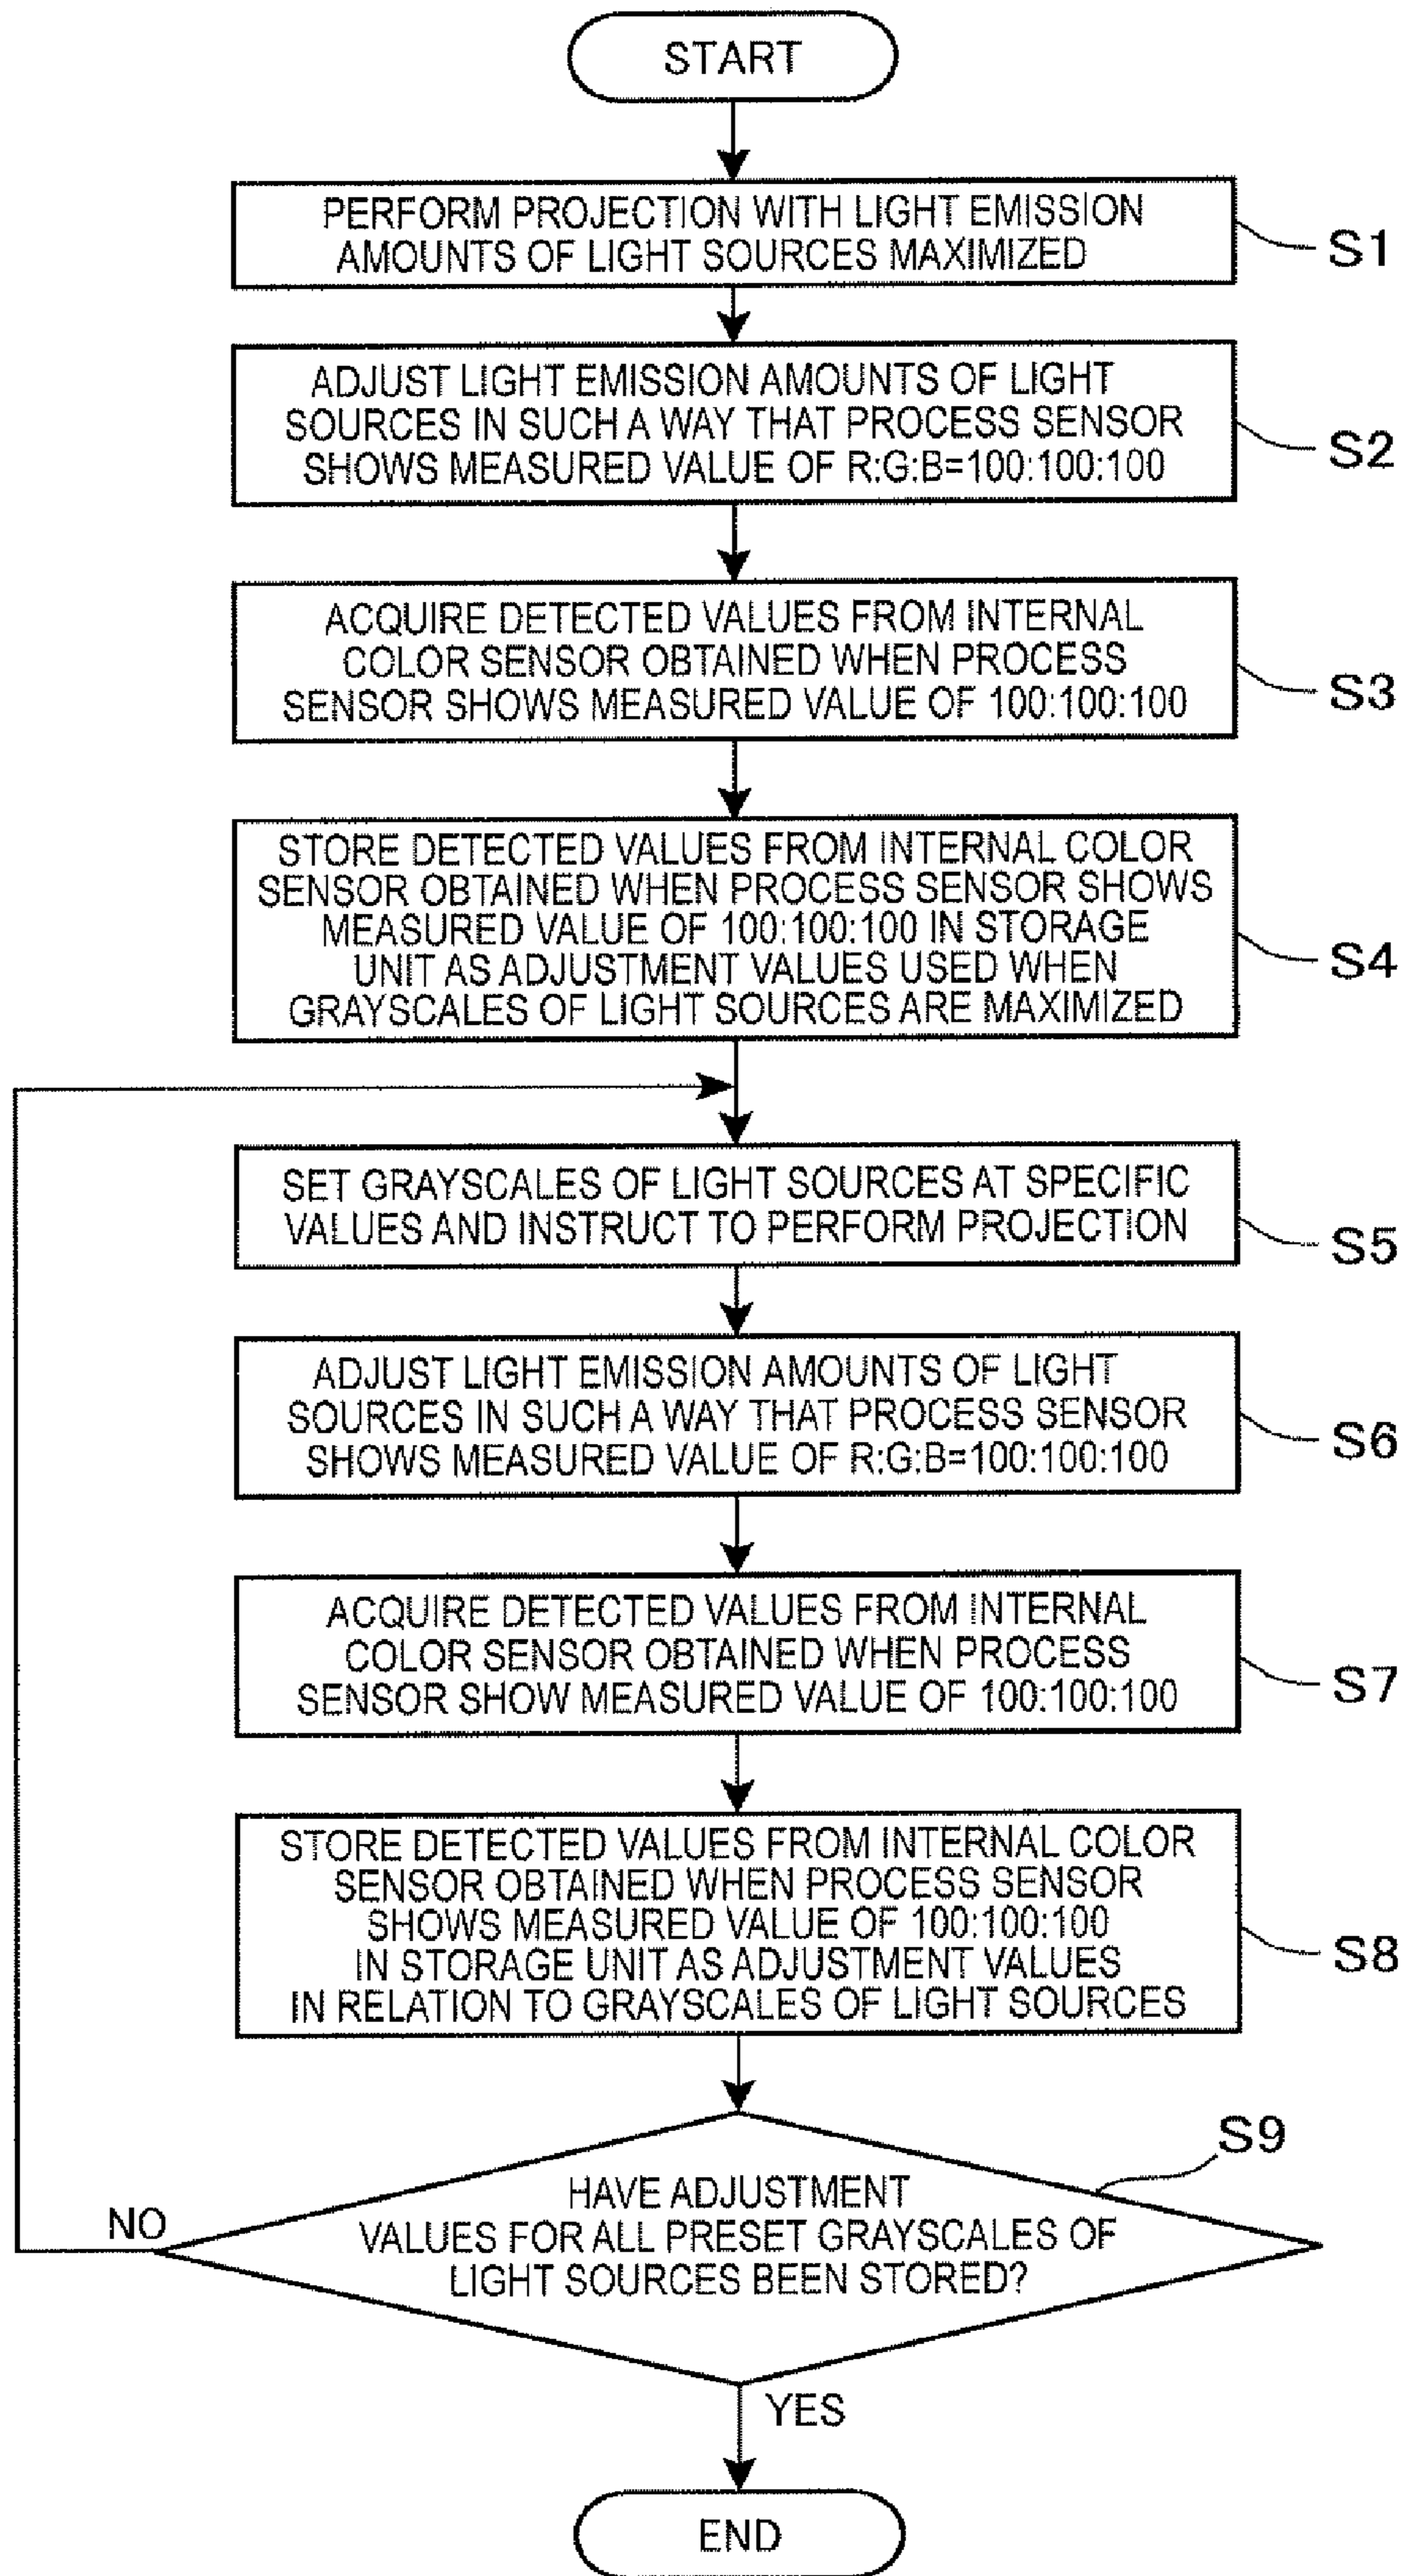 START
PERFORM PROJECTION WITH LIGHT EMISSION
AMOUNTS OF LIGHT SOURCES MAXIMIZED
S1
ADJUST LIGHT EMISSION AMOUNTS OF LIGHT
SOURCES IN SUCH A WAY THAT PROCESS SENSOR
SHOWS MEASURED VALUE OF R:G:B=100:100:100
S2
ACQUIRE DETECTED VALUES FROM INTERNAL
COLOR SENSOR OBTAINED WHEN PROCESS
SENSOR SHOWS MEASURED VALUE OF 100:100:100
S3
STORE DETECTED VALUES FROM INTERNAL COLOR
SENSOR OBTAINED WHEN PROCESS SENSOR SHOWS
MEASURED VALUE OF 100:100:100 IN STORAGE
UNIT AS ADJUSTMENT VALUES USED WHEN
GRAYSCALES OF LIGHT SOURCES ARE MAXIMIZED
S4
SET GRAYSCALES OF LIGHT SOURCES AT SPECIFIC
VALUES AND INSTRUCT TO PERFORM PROJECTION
S5
ADJUST LIGHT EMISSION AMOUNTS OF LIGHT
SOURCES IN SUCH A WAY THAT PROCESS SENSOR
SHOWS MEASURED VALUE OF R:G:B=100:100:100
S6
ACQUIRE DETECTED VALUES FROM INTERNAL
COLOR SENSOR OBTAINED WHEN PROCESS
SENSOR SHOW MEASURED VALUE OF 100:100:100
S7
STORE DETECTED VALUES FROM INTERNAL COLOR
SENSOR OBTAINED WHEN PROCESS SENSOR
SHOWS MEASURED VALUE OF 100:100:100
IN STORAGE UNIT AS ADJUSTMENT VALUES
IN RELATION TO GRAYSCALES OF LIGHT SOURCES
S8
S9
HAVE ADJUSTMENT
VALUES FOR ALL PRESET GRAYSCALES OF
LIGHT SOURCES BEEN STORED?
NO
YES
END